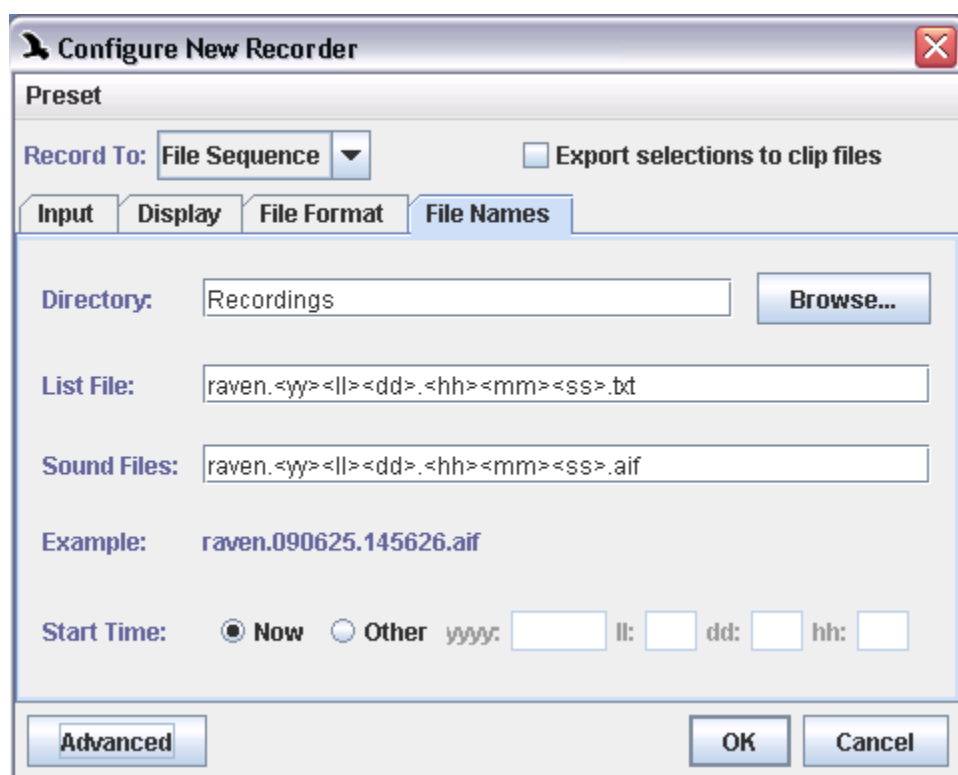 Configure New Recorder
Preset
Record To: File Sequence Export selections to clip files
Input Display File Format File Names
Directory: Recordings Browse...
List File: raven.<yy><ll><dd>.<hh><mm><ss>.txt
Sound Files: raven.<yy><ll><dd>.<hh><mm><ss>.aif
Example: raven.090625.145626.aif
Start Time: Now Other yyyy: ll: dd: hh:
Advanced OK Cancel